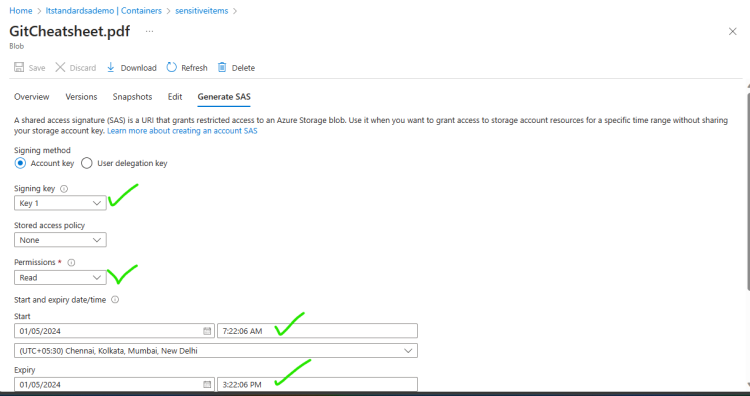 Home > ltstandardsademo | Containers > sensitiveitems >
GitCheatsheet.pdf ...
Blob
Save Discard Download Refresh Delete
Overview Versions Snapshots Edit Generate SAS
A shared access signature (SAS) is a URI that grants restricted access to an Azure Storage blob. Use it when you want to grant access to storage account resources for a specific time range without sharing
your storage account key. Learn more about creating an account SAS
Signing method
Account key User delegation key
Signing key
Key 1
Stored access policy
None
Permissions *
Read
Start and expiry date/time
Start
01/05/2024 7:22:06 AM
(UTC+05:30) Chennai, Kolkata, Mumbai, New Delhi
Expiry
01/05/2024 3:22:06 PM